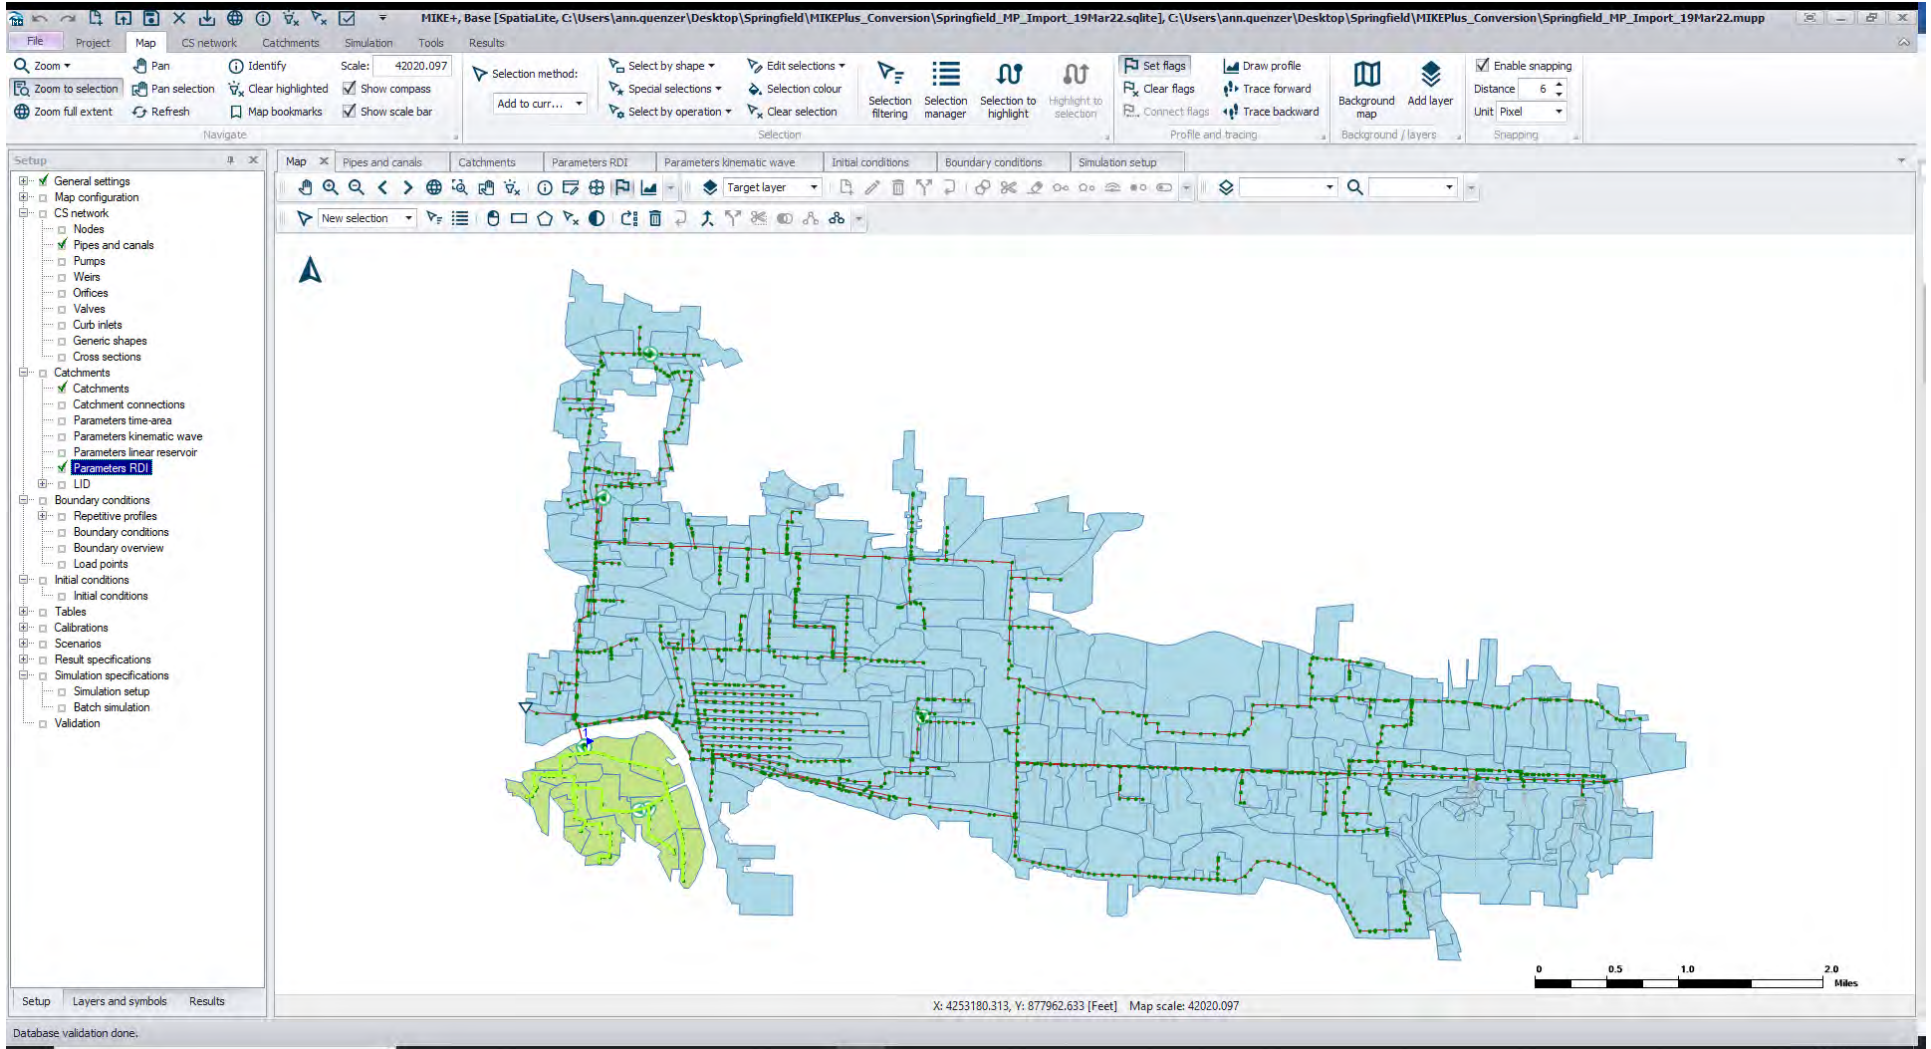 MIKE+, Base [SpatiaLite, C:\Users\ann.quenzer\Desktop\Springfield\MIKEPlus_Conversion\Springfield_MP_Import_19Mar22.sqlite], C:\Users\ann.quenzer\Desktop\Springfield\MIKEPlus_Conversion\Springfield_MP_Import_19Mar22.mupp
File Project Map CS network Catchments Simulation Tools Results
Zoom Pan Identify Scale: 42020.097
Zoom to selection Pan selection Clear highlighted Show compass
Zoom full extent Refresh Map bookmarks Show scale bar
Navigate
Selection method:
Add to curr...
Select by shape Edit selections
Special selections Selection colour
Select by operation Clear selection
Selection filtering
Selection manager
Selection to highlight
Highlight to selection
Selection
Set flags Draw profile
Clear flags Trace forward
Connect flags Trace backward
Profile and tracing
Background map
Add layer
Background / layers
Enable snapping
Distance 6
Unit Pixel
Snapping
Setup
General settings
Map configuration
CS network
Nodes
Pipes and canals
Pumps
Weirs
Orifices
Valves
Curb inlets
Generic shapes
Cross sections
Catchments
Catchments
Catchment connections
Parameters time-area
Parameters kinematic wave
Parameters linear reservoir
Parameters RDI
LID
Boundary conditions
Repetitive profiles
Boundary conditions
Boundary overview
Load points
Initial conditions
Initial conditions
Tables
Calibrations
Scenarios
Result specifications
Simulation specifications
Simulation setup
Batch simulation
Validation
Setup Layers and symbols Results
Map Pipes and canals Catchments Parameters RDI Parameters kinematic wave Initial conditions Boundary conditions Simulation setup
Target layer
New selection
1
0 0.5 1.0 2.0
Miles
X: 4253180.313, Y: 877962.633 [Feet] Map scale: 42020.097
Database validation done.